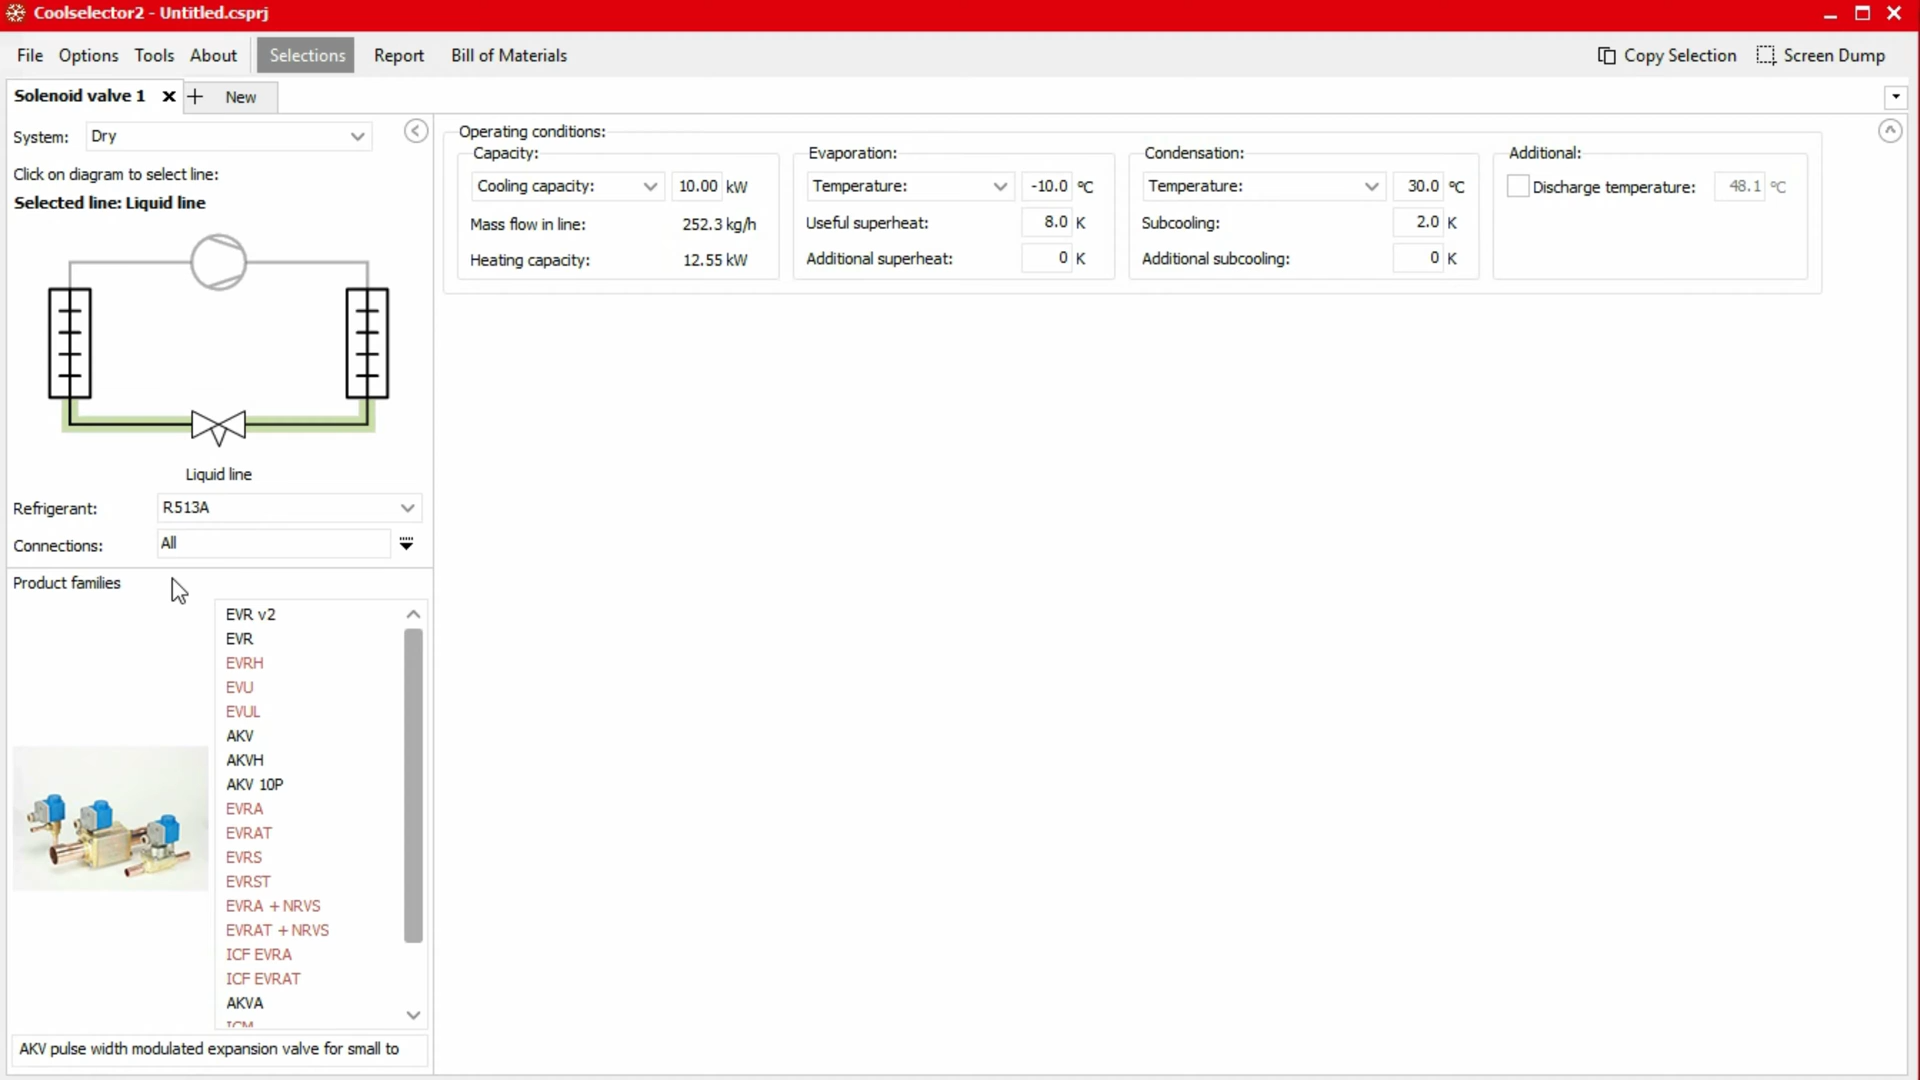 Coolselector2 - Untitled.csprj
File Options Tools About Selections Report Bill of Materials Copy Selection Screen Dump
Solenoid valve 1 New
System: Dry
Click on diagram to select line:
Selected line: Liquid line
Liquid line
Refrigerant: R513A
Connections: All
Product families
EVR v2
EVR
EVRH
EVU
EVUL
AKV
AKVH
AKV 10P
EVRA
EVRAT
EVRS
EVRST
EVRA + NRVS
EVRAT + NRVS
ICF EVRA
ICF EVRAT
AKVA
ICM
AKV pulse width modulated expansion valve for small to
Operating conditions:
Capacity:
Cooling capacity: 10.00 kW
Mass flow in line: 252.3 kg/h
Heating capacity: 12.55 kW
Evaporation:
Temperature: -10.0 °C
Useful superheat: 8.0 K
Additional superheat: 0 K
Condensation:
Temperature: 30.0 °C
Subcooling: 2.0 K
Additional subcooling: 0 K
Additional:
Discharge temperature: 48.1 °C